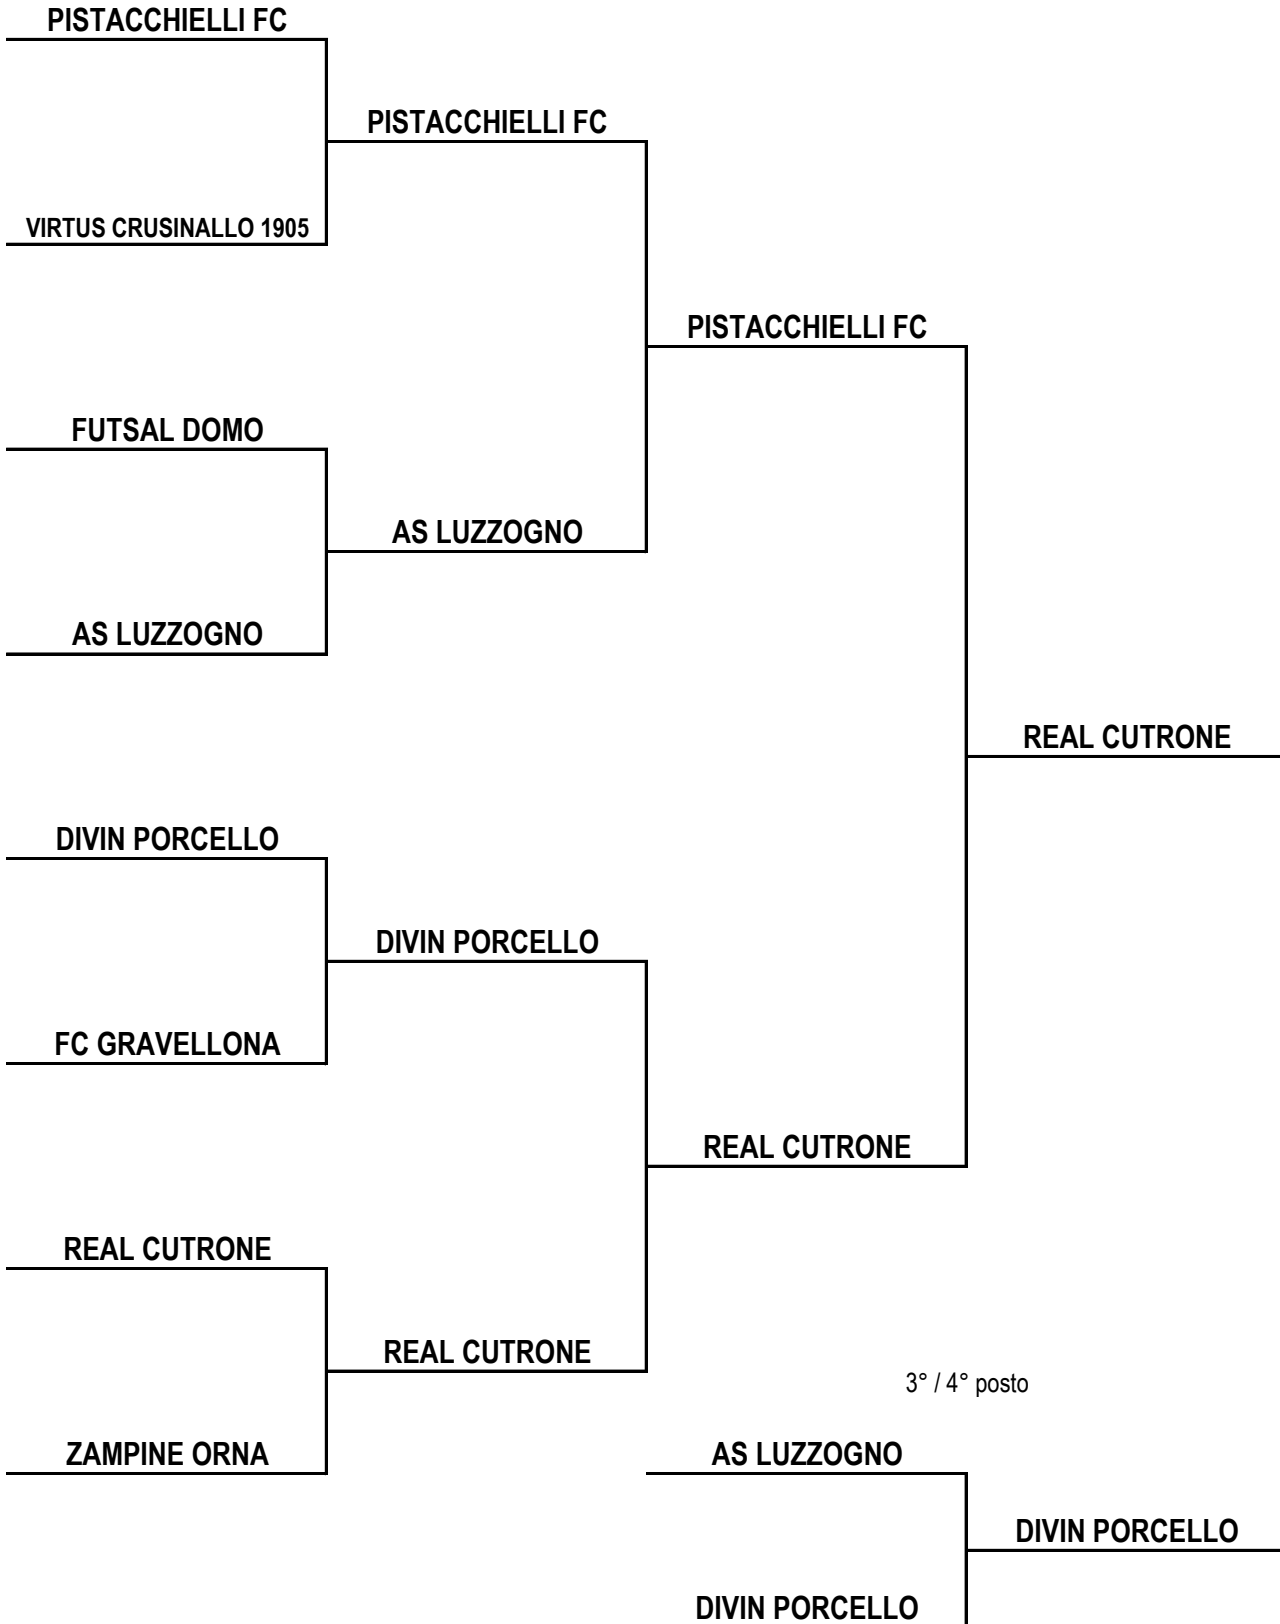 PISTACCHIELLI FC
PISTACCHIELLI FC
VIRTUS CRUSINALLO 1905
PISTACCHIELLI FC
FUTSAL DOMO
AS LUZZOGNO
AS LUZZOGNO
REAL CUTRONE
DIVIN PORCELLO
DIVIN PORCELLO
FC GRAVELLONA
REAL CUTRONE
REAL CUTRONE
REAL CUTRONE
3° / 4° posto
ZAMPINE ORNA
AS LUZZOGNO
DIVIN PORCELLO
DIVIN PORCELLO